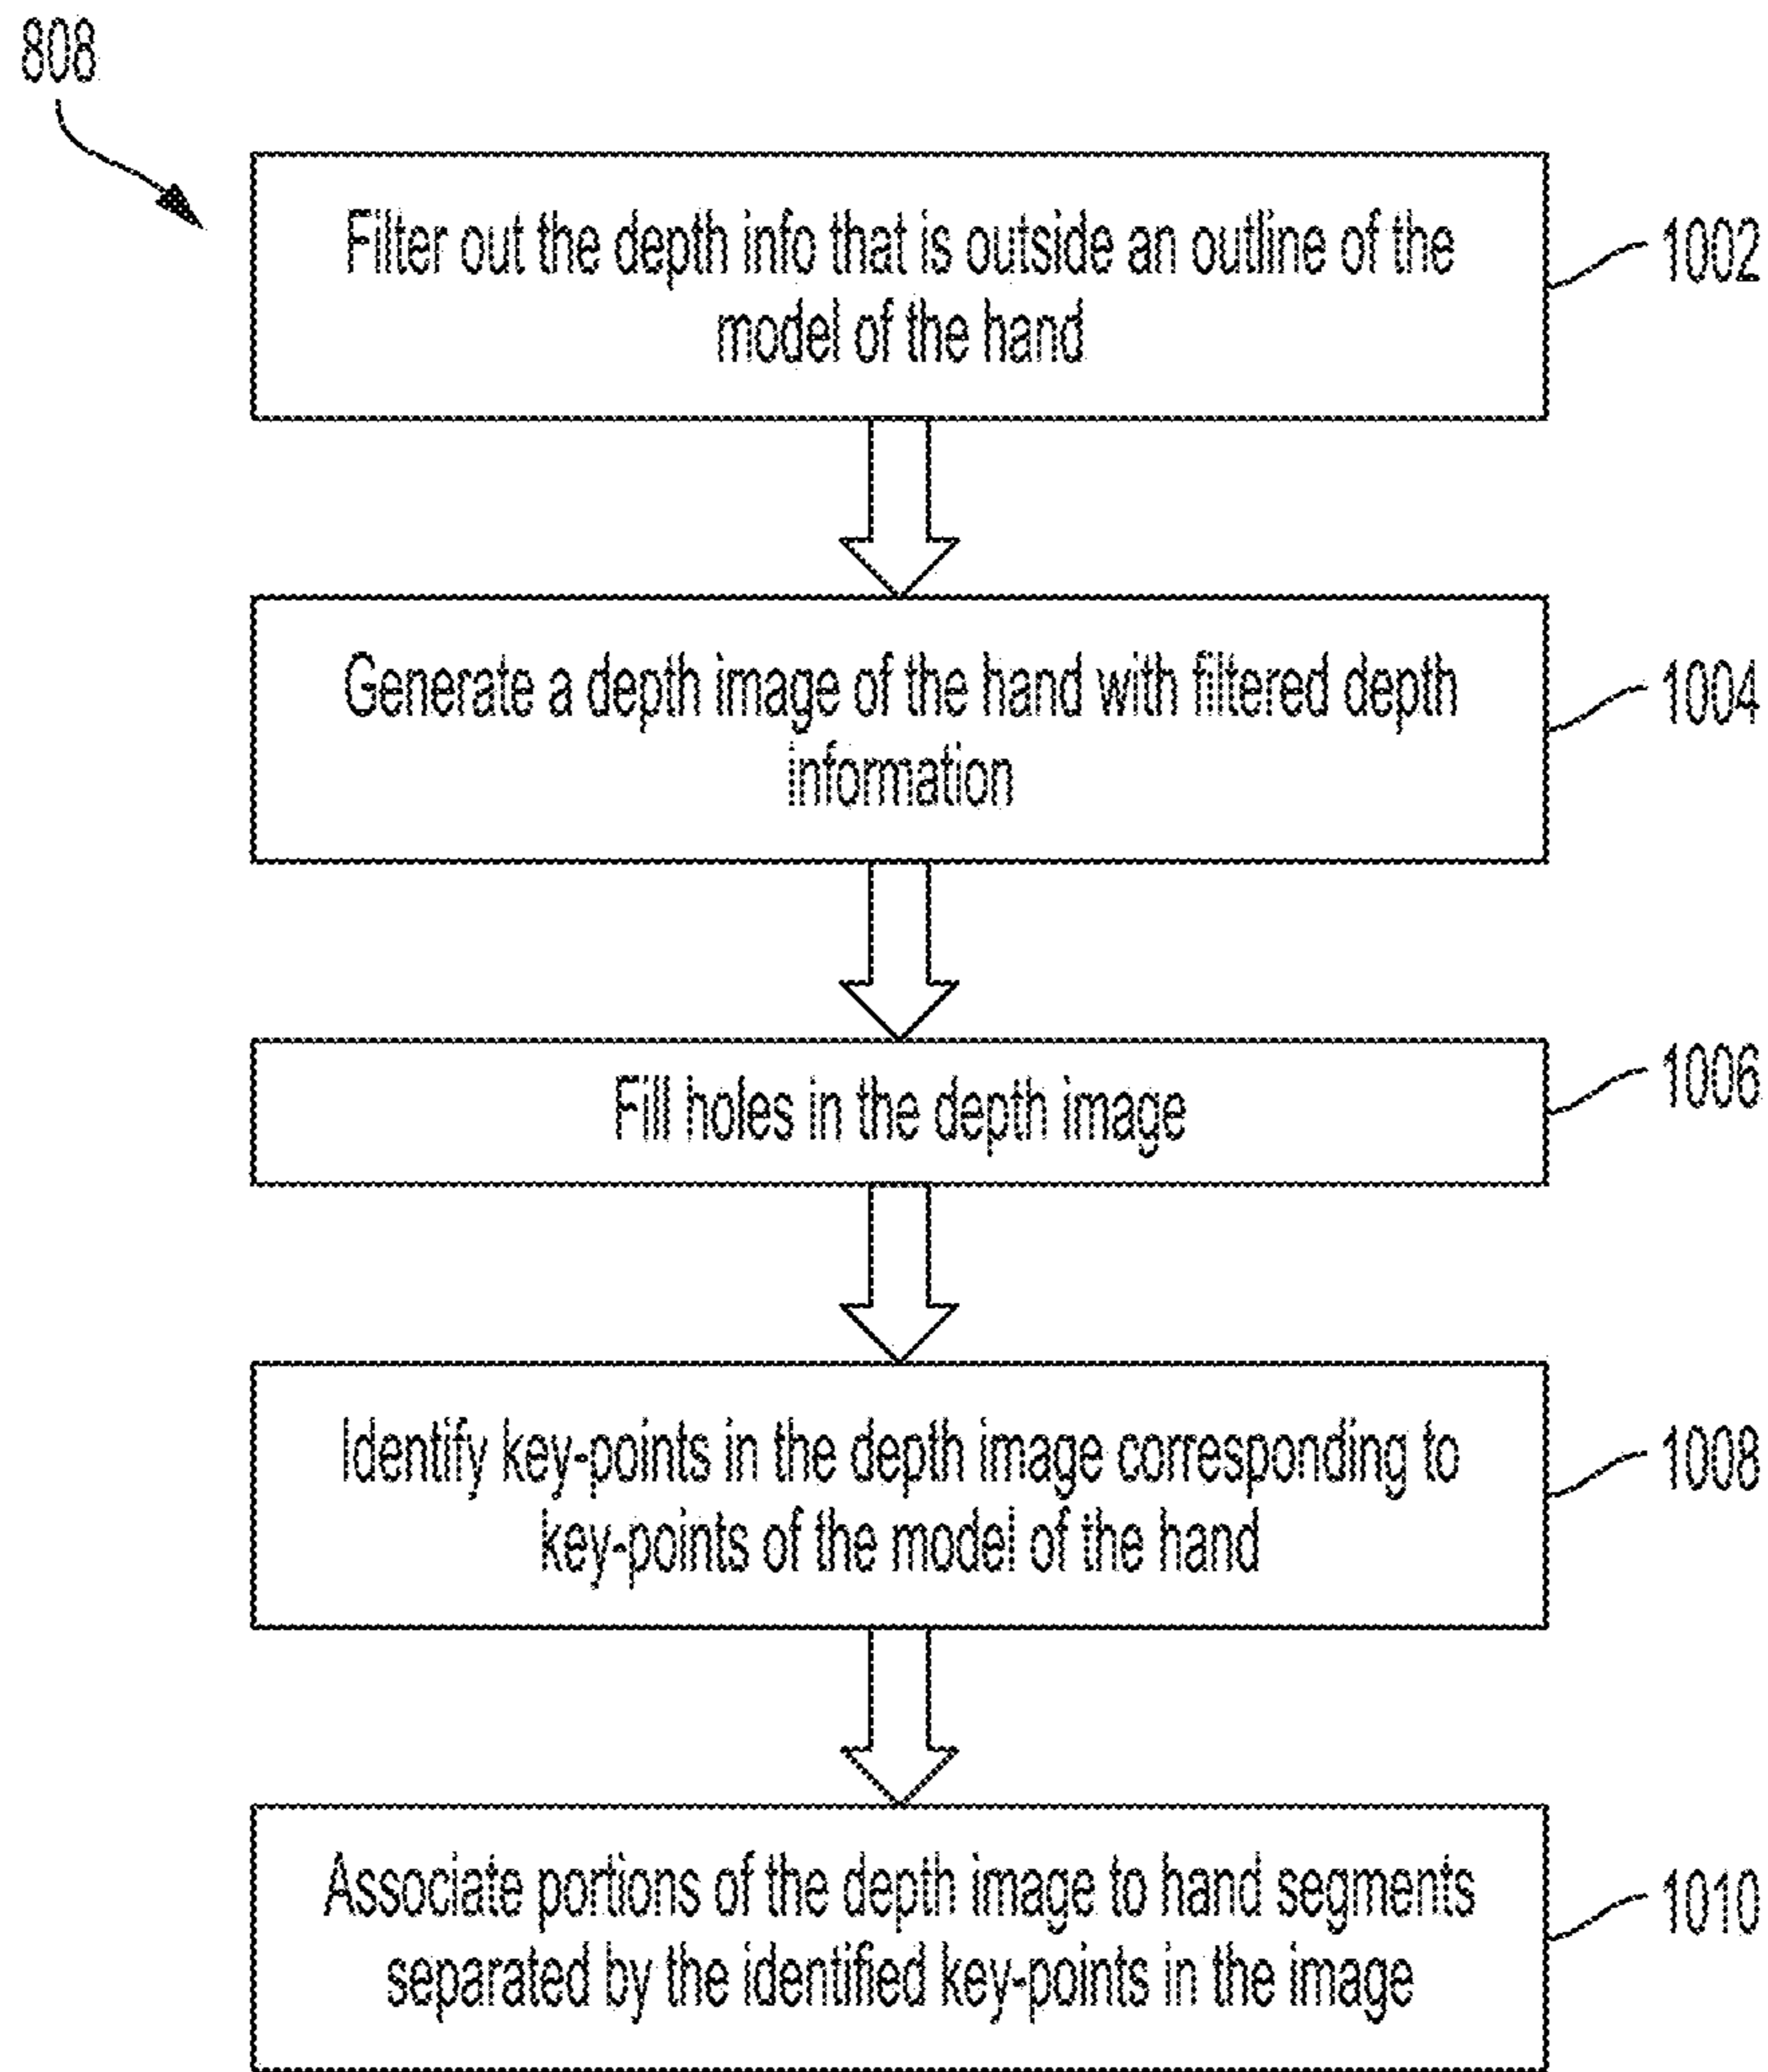 808
Filter out the depth info that is outside an outline of the
model of the hand
1002
Generate a depth image of the hand with filtered depth
information
1004
Fill holes in the depth image
1006
Identify key-points in the depth image corresponding to
key-points of the model of the hand
1008
Associate portions of the depth image to hand segments
separated by the identified key-points in the image
1010